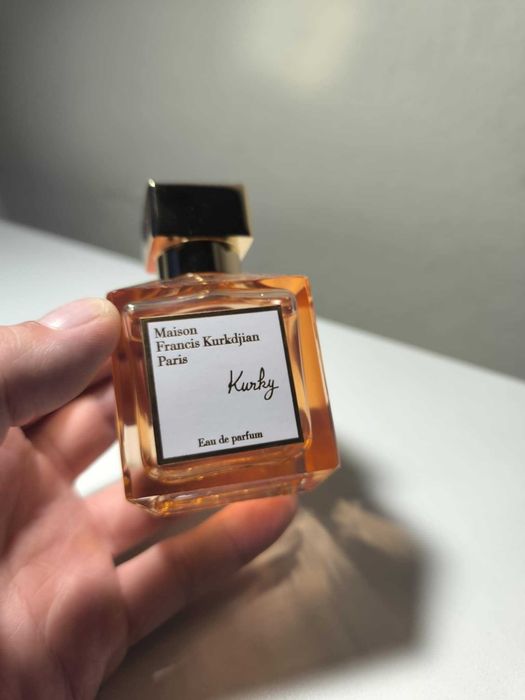 Maison
Francis Kurkdjian
Paris
Kurky
Eau de parfum